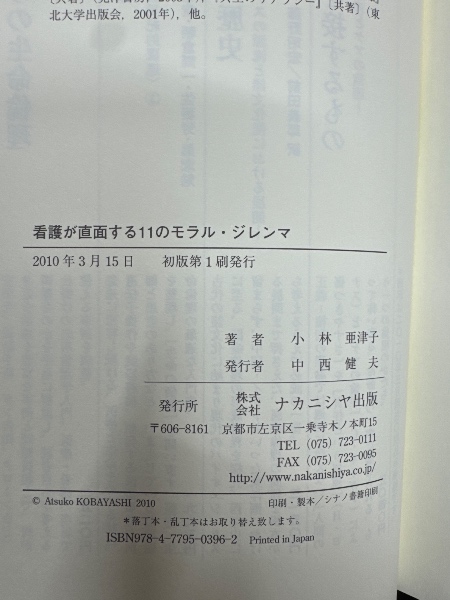 北大学出版会，2001年），他。
看護が直面する11のモラル・ジレンマ
2010年3月15日　初版第1刷発行
著 者　小 林 亜津子
発行者　中 西 健 夫
発行所　株式会社　ナカニシヤ出版
〒606-8161　京都市左京区一乗寺木ノ本町15
TEL (075) 723-0111
FAX (075) 723-0095
http://www.nakanishiya.co.jp/
© Atsuko KOBAYASHI 2010　印刷・製本／シナノ書籍印刷
＊落丁本・乱丁本はお取り替え致します。
ISBN978-4-7795-0396-2　Printed in Japan